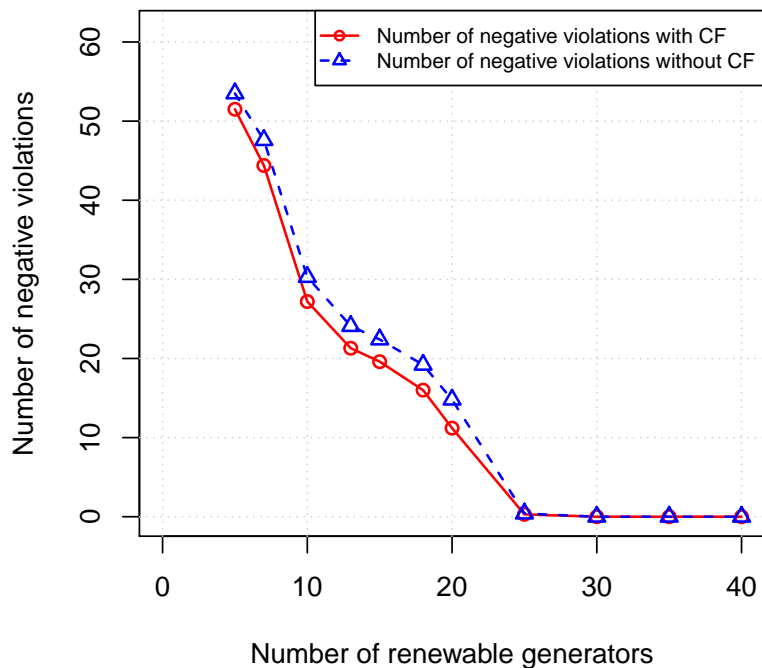 Number of negative violations with CF
Number of negative violations without CF
60
50
40
30
20
10
0
Number of negative violations
0 10 20 30 40
Number of renewable generators